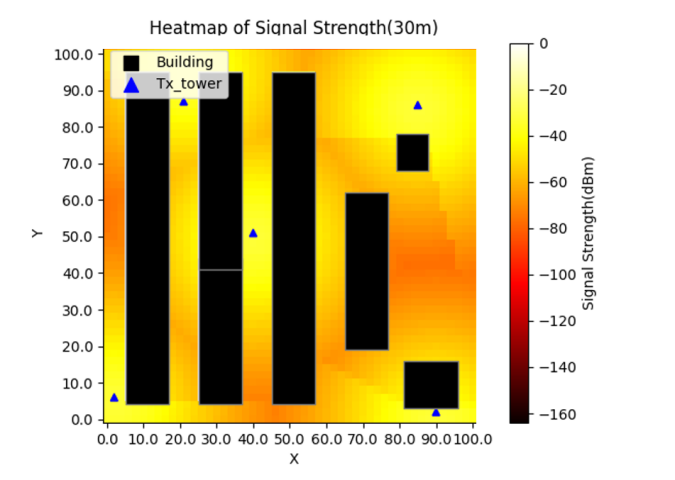 Heatmap of Signal Strength(30m)
Building
Tx_tower
100.0
90.0
80.0
70.0
60.0
50.0
40.0
30.0
20.0
10.0
0.0
Y
0.0 10.0 20.0 30.0 40.0 50.0 60.0 70.0 80.0 90.0 100.0
X
0
−20
−40
−60
−80
−100
−120
−140
−160
Signal Strength(dBm)